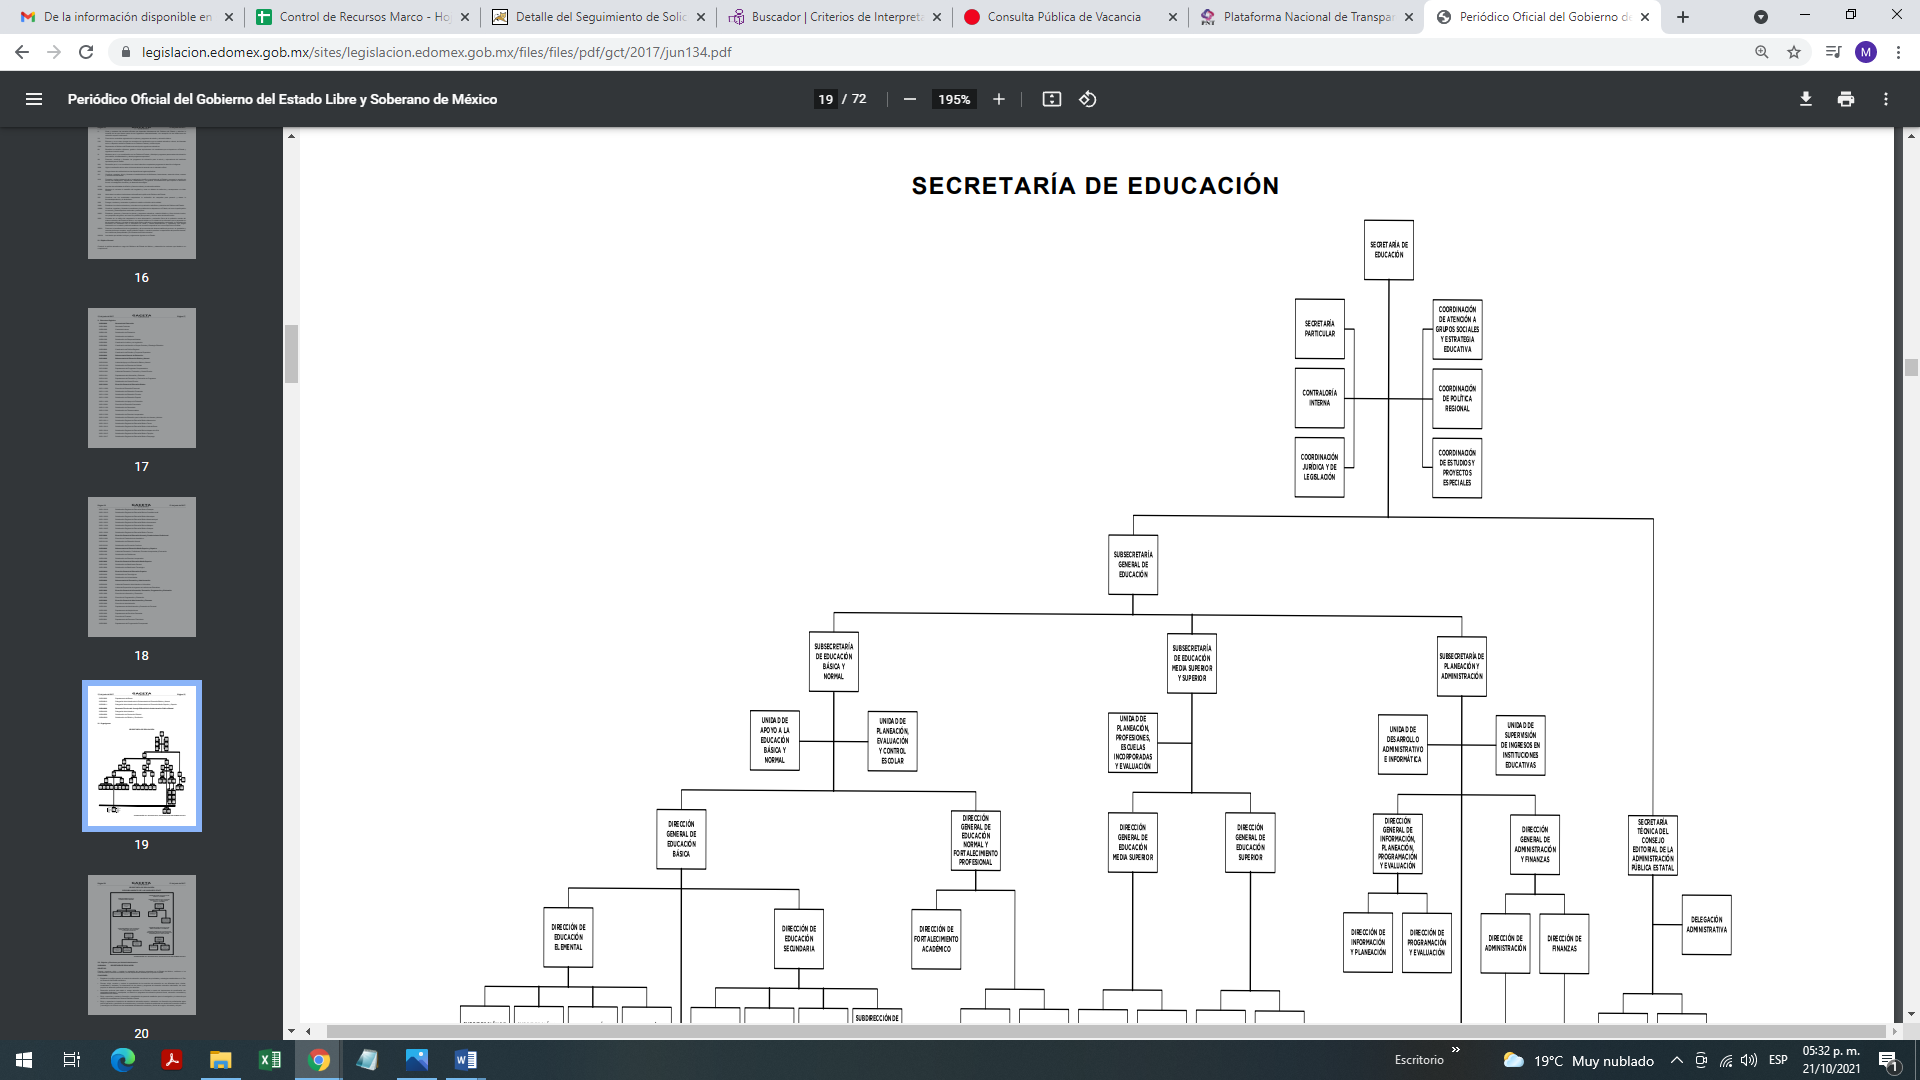 De la información disponible en
Control de Recursos Marco - Ho
Detalle del Seguimiento de Solic
Buscador | Criterios de Interpreta
Consulta Pública de Vacancia
Plataforma Nacional de Transpar
Periódico Oficial del Gobierno de
legislacion.edomex.gob.mx/sites/legislacion.edomex.gob.mx/files/files/pdf/gct/2017/jun134.pdf
M
Periódico Oficial del Gobierno del Estado Libre y Soberano de México
19 / 72
195%
16
17
18
19
20
SECRETARÍA DE EDUCACIÓN
SECRETARÍA DE
EDUCACIÓN
SECRETARÍA
PARTICULAR
COORDINACIÓN
DE ATENCIÓN A
GRUPOS SOCIALES
Y ESTRATEGIA
EDUCATIVA
CONTRALORÍA
INTERNA
COORDINACIÓN
DE POLÍTICA
REGIONAL
COORDINACIÓN
JURÍDICA Y DE
LEGISLACIÓN
COORDINACIÓN
DE ESTUDIOS Y
PROYECTOS
ESPECIALES
SUBSECRETARÍA
GENERAL DE
EDUCACIÓN
SUBSECRETARÍA
DE EDUCACIÓN
BÁSICA Y
NORMAL
SUBSECRETARÍA
DE EDUCACIÓN
MEDIA SUPERIOR
Y SUPERIOR
SUBSECRETARÍA DE
PLANEACIÓN Y
ADMINISTRACIÓN
UNIDAD DE
APOYO A LA
EDUCACIÓN
BÁSICA Y
NORMAL
UNIDAD DE
PLANEACIÓN,
EVALUACIÓN
Y CONTROL
ESCOLAR
UNIDAD DE
PLANEACIÓN,
PROFESIONES,
ESCUELAS
INCORPORADAS
Y EVALUACIÓN
UNIDAD DE
DESARROLLO
ADMINISTRATIVO
E INFORMÁTICA
UNIDAD DE
SUPERVISIÓN
DE INGRESOS EN
INSTITUCIONES
EDUCATIVAS
DIRECCIÓN
GENERAL DE
EDUCACIÓN
BÁSICA
DIRECCIÓN
GENERAL DE
EDUCACIÓN
NORMAL Y
FORTALECIMIENTO
PROFESIONAL
DIRECCIÓN
GENERAL DE
EDUCACIÓN
MEDIA SUPERIOR
DIRECCIÓN
GENERAL DE
EDUCACIÓN
SUPERIOR
DIRECCIÓN
GENERAL DE
INFORMACIÓN,
PLANEACIÓN,
PROGRAMACIÓN
Y EVALUACIÓN
DIRECCIÓN
GENERAL DE
ADMINISTRACIÓN
Y FINANZAS
SECRETARÍA
TÉCNICA DEL
CONSEJO
EDITORIAL DE LA
ADMINISTRACIÓN
PÚBLICA ESTATAL
DIRECCIÓN DE
EDUCACIÓN
ELEMENTAL
DIRECCIÓN DE
EDUCACIÓN
SECUNDARIA
DIRECCIÓN DE
FORTALECIMIENTO
ACADÉMICO
DIRECCIÓN DE
INFORMACIÓN
Y PLANEACIÓN
DIRECCIÓN DE
PROGRAMACIÓN
Y EVALUACIÓN
DIRECCIÓN DE
ADMINISTRACIÓN
DIRECCIÓN DE
FINANZAS
DELEGACIÓN
ADMINISTRATIVA
SUBDIRECCIÓN DE
Escritorio
19°C Muy nublado
ESP
05:32 p. m.
21/10/2021
1